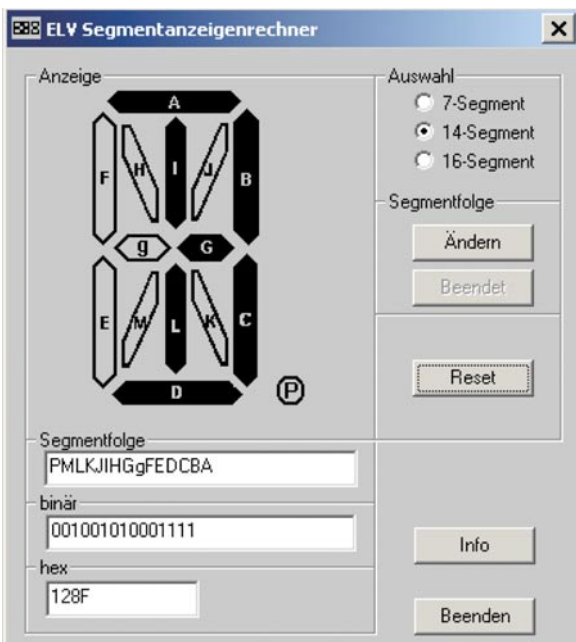 ELV Segmentanzeigenrechner
Anzeige
A
F
H
I
J
B
g
G
E
M
L
K
C
D
P
Auswahl
7-Segment
14-Segment
16-Segment
Segmentfolge
Ändern
Beendet
Reset
Segmentfolge
PMLKJIHGgFEDCBA
binär
001001010001111
hex
128F
Info
Beenden